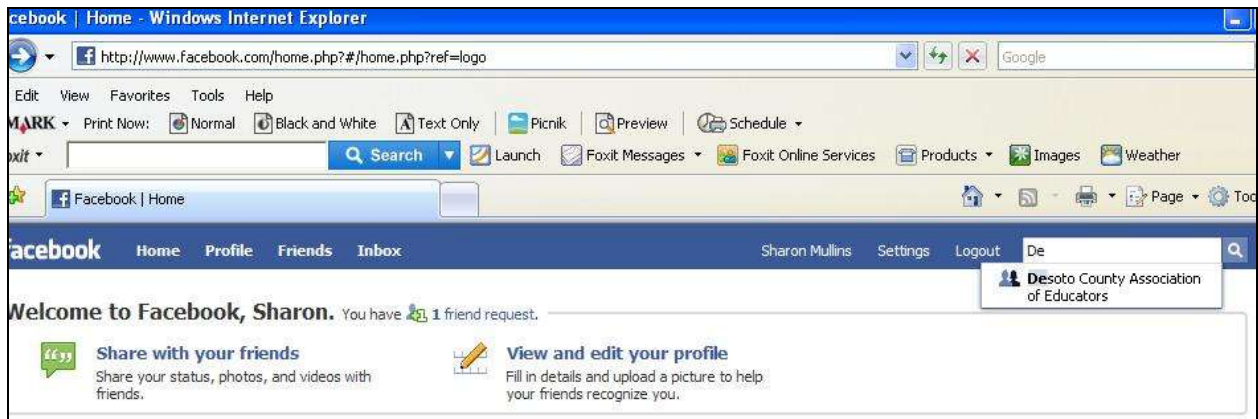 cebook | Home - Windows Internet Explorer
http://www.facebook.com/home.php?#/home.php?ref=logo Google
Edit View Favorites Tools Help
MARK Print Now: Normal Black and White Text Only Picnik Preview Schedule
oxit Search Launch Foxit Messages Foxit Online Services Products Images Weather
Facebook | Home Page Too
facebook Home Profile Friends Inbox Sharon Mullins Settings Logout De
Desoto County Association
of Educators
Welcome to Facebook, Sharon. You have 1 friend request.
Share with your friends View and edit your profile
Share your status, photos, and videos with Fill in details and upload a picture to help
friends. your friends recognize you.